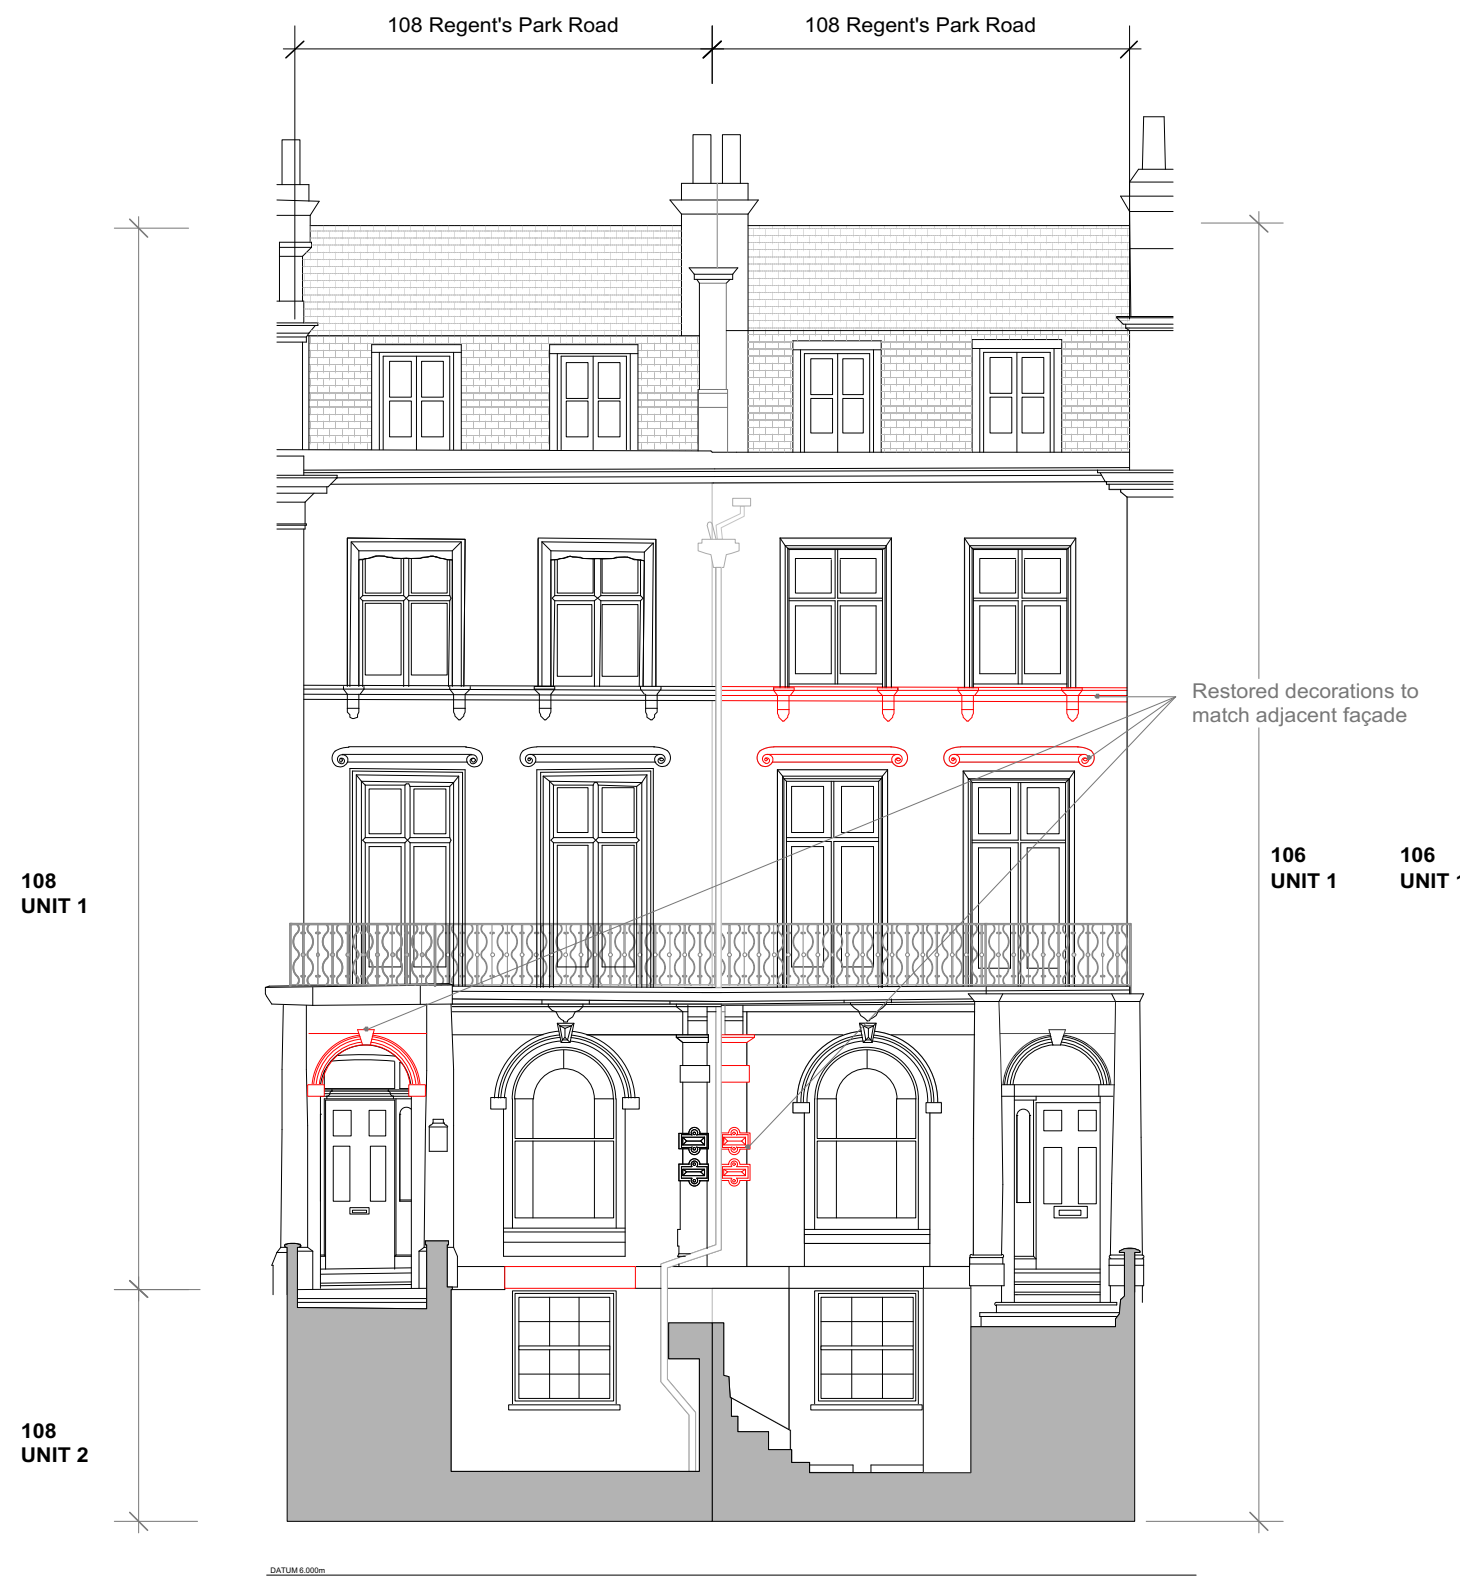 108 Regent's Park Road
108 Regent's Park Road
Restored decorations to
match adjacent façade
106
UNIT 1
106
UNIT 1
108
UNIT 1
108
UNIT 2
DATUM 6.000m